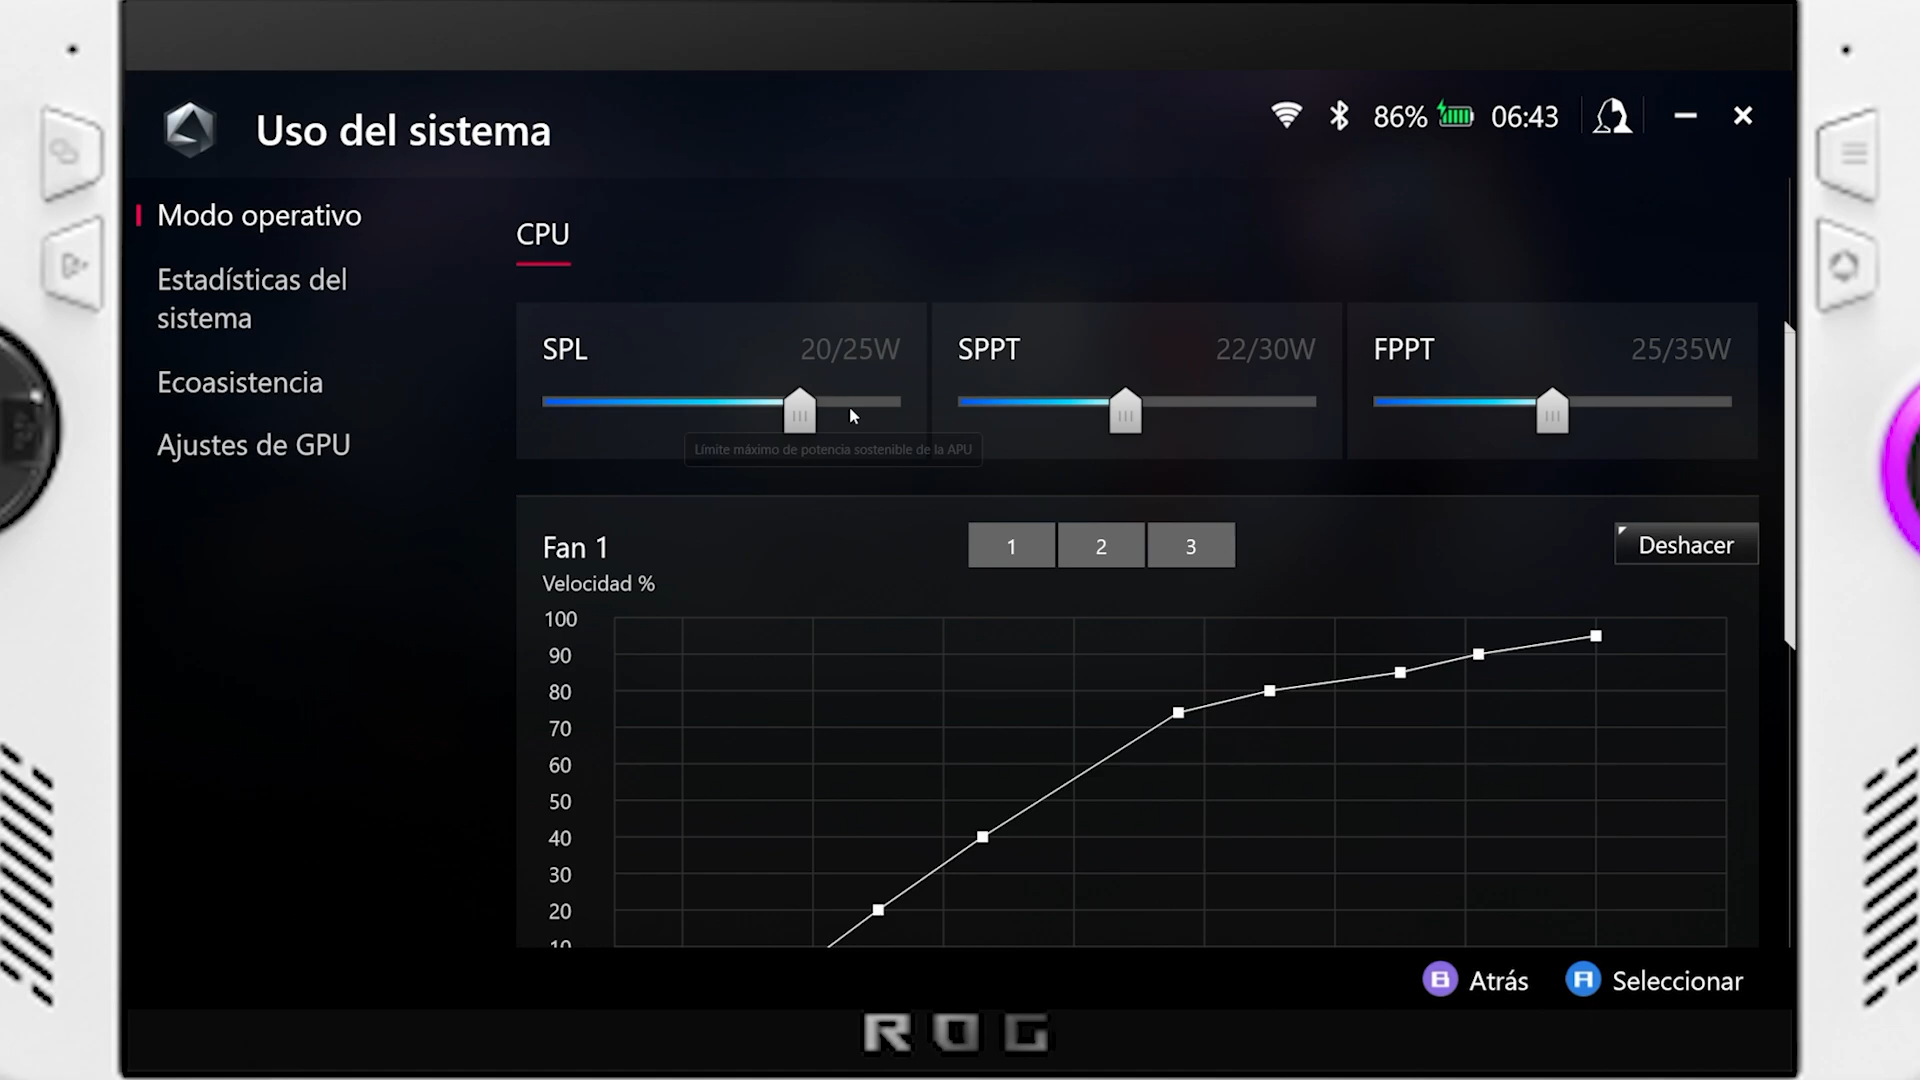 Uso del sistema
86%
06:43
Modo operativo
Estadísticas del
sistema
Ecoasistencia
Ajustes de GPU
CPU
SPL
20/25W
SPPT
22/30W
FPPT
25/35W
Límite máximo de potencia sostenible de la APU
Fan 1
1
2
3
Deshacer
Velocidad %
100
90
80
70
60
50
40
30
20
10
B Atrás
A Seleccionar
ROG